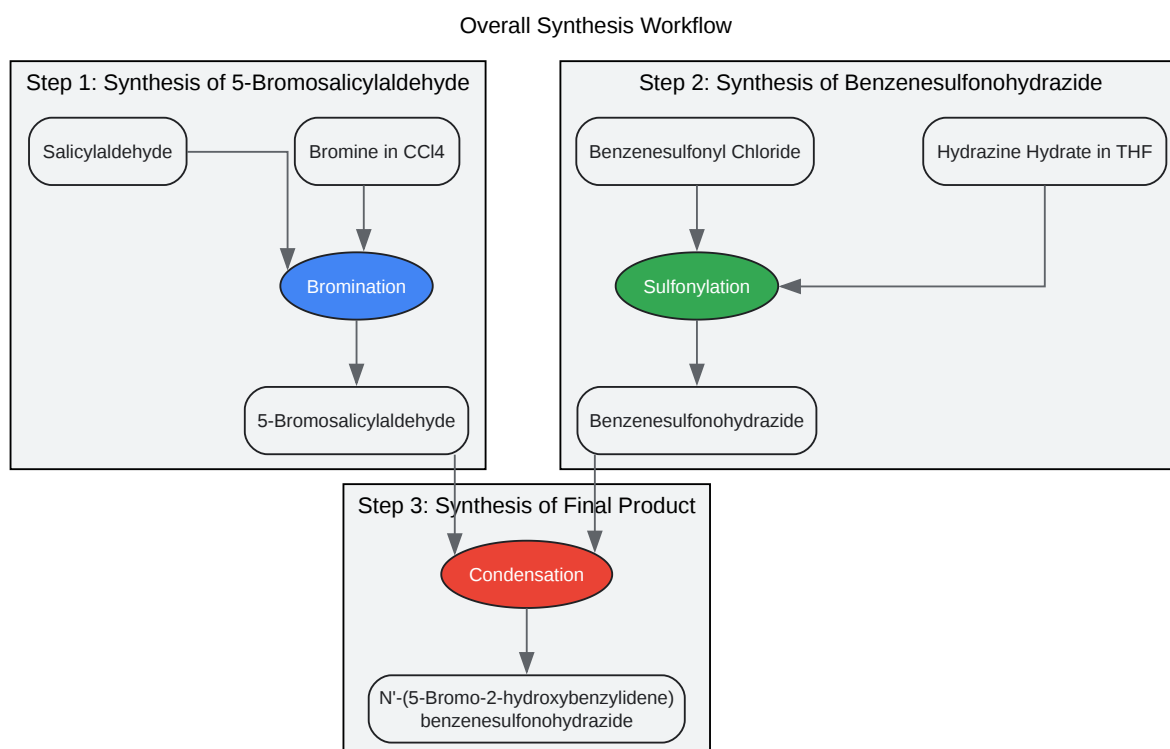 Overall Synthesis Workflow
Step 1: Synthesis of 5-Bromosalicylaldehyde
Salicylaldehyde
Bromine in CCl4
Bromination
5-Bromosalicylaldehyde
Step 2: Synthesis of Benzenesulfonohydrazide
Benzenesulfonyl Chloride
Hydrazine Hydrate in THF
Sulfonylation
Benzenesulfonohydrazide
Step 3: Synthesis of Final Product
Condensation
N'-(5-Bromo-2-hydroxybenzylidene)
benzenesulfonohydrazide